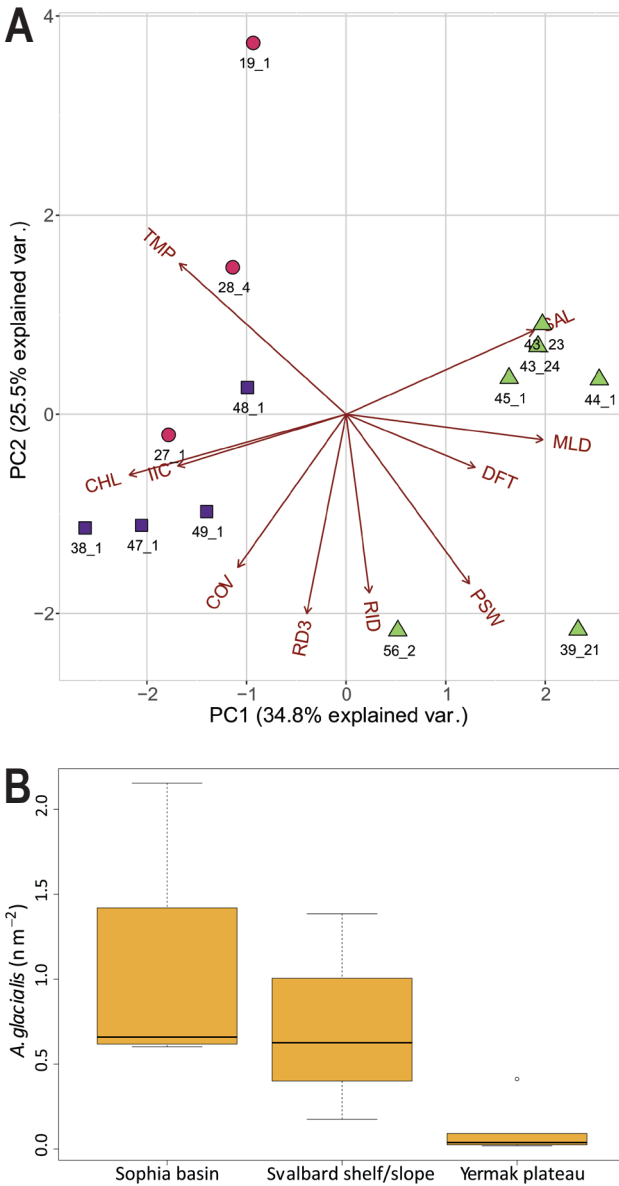 A
4
19_1
PC2 (25.5% explained var.)
2
TMP
28_4
SAL
43_23
43_24
45_1
44_1
48_1
0
27_1
MLD
CHL
IIC
DFT
38_1
47_1
49_1
COV
RD3
RID
PSW
−2
56_2
39_21
−2
−1
0
1
2
PC1 (34.8% explained var.)
B
2.0
1.5
A. glacialis (n m−2)
1.0
0.5
0.0
Sophia basin
Svalbard shelf/slope
Yermak plateau